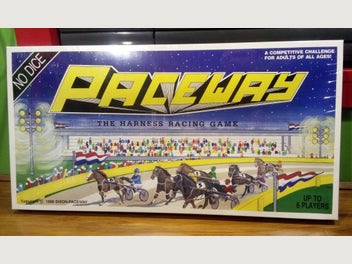 NO DICE
A COMPETITIVE CHALLENGE
FOR ADULTS OF ALL AGES!
PACEWAY
THE HARNESS RACING GAME
UP TO
6 PLAYERS